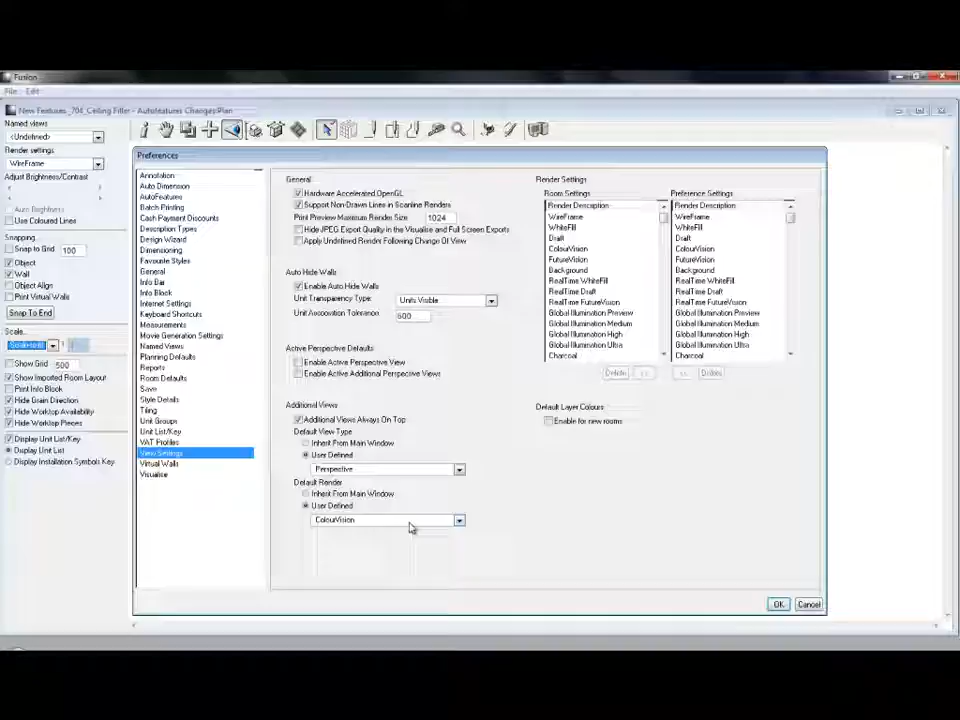 Fusion
File Edit
New Features _704_Ceiling Filler - Autofeatures Changes:Plan
Named views
<Undefined>
Render settings
WireFrame
Adjust Brightness/Contrast
Auto Brightness
Use Coloured Lines
Snapping
Snap to Grid 100
Object
Wall
Object Align
Print Virtual Walls
Snap To End
Scale
1
Show Grid 500
Show Imported Room Layout
Print Info Block
Hide Grain Direction
Hide Worktop Availability
Hide Worktop Pieces
Display Unit List/Key
Display Unit List
Display Installation Symbols Key
Preferences
Annotation
Auto Dimension
AutoFeatures
Batch Printing
Cash Payment Discounts
Description Types
Design Wizard
Dimensioning
Favourite Styles
General
Info Bar
Info Block
Internet Settings
Keyboard Shortcuts
Measurements
Movie Generation Settings
Named Views
Planning Defaults
Reports
Room Defaults
Save
Style Details
Tiling
Unit Groups
Unit List/Key
VAT Profiles
View Settings
Virtual Walls
Visualise
General
Hardware Accelerated OpenGL
Support Non-Drawn Lines in Scanline Renders
Print Preview Maximum Render Size 1024
Hide JPEG Export Quality in the Visualise and Full Screen Exports
Apply Undefined Render Following Change Of View
Auto Hide Walls
Enable Auto Hide Walls
Unit Transparency Type: Units Visible
Unit Association Tolerance 600
Active Perspective Defaults
Enable Active Perspective View
Enable Active Additional Perspective Views
Additional Views
Additional Views Always On Top
Default View Type
Inherit From Main Window
User Defined
Perspective
Default Render
Inherit From Main Window
User Defined
ColourVision
Render Settings
Room Settings
Render Description
WireFrame
WhiteFill
Draft
ColourVision
FutureVision
Background
RealTime WhiteFill
RealTime Draft
RealTime FutureVision
Global Illumination Preview
Global Illumination Medium
Global Illumination High
Global Illumination Ultra
Charcoal
Delete <<
Preference Settings
Render Description
WireFrame
WhiteFill
Draft
ColourVision
FutureVision
Background
RealTime WhiteFill
RealTime Draft
RealTime FutureVision
Global Illumination Preview
Global Illumination Medium
Global Illumination High
Global Illumination Ultra
Charcoal
<< Delete
Default Layer Colours
Enable for new rooms
OK Cancel